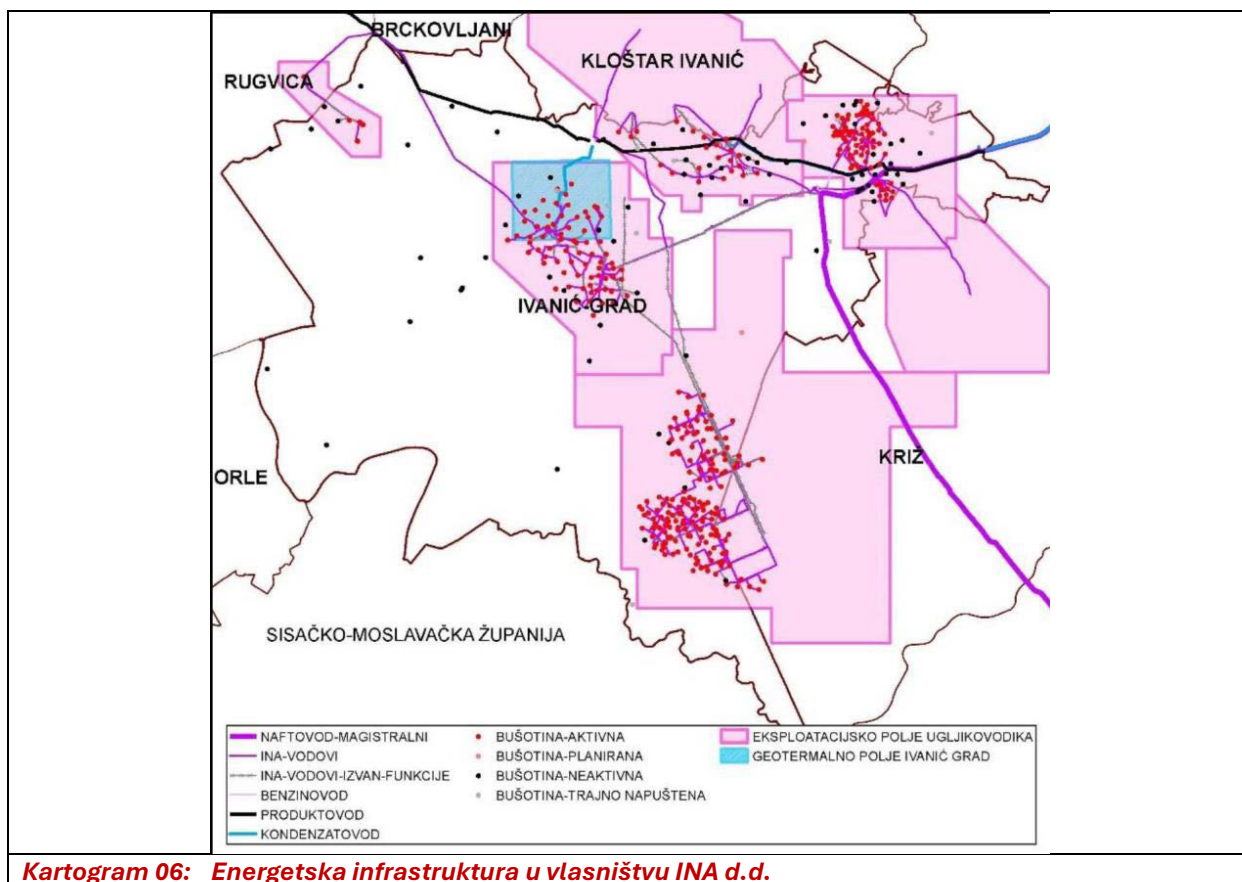 BRCKOVLJANI
KLOŠTAR IVANIĆ
RUGVICA
IVANIĆ-GRAD
KRIŽ
ORLE
SISAČKO-MOSLAVAČKA ŽUPANIJA
NAFTOVOD-MAGISTRALNI
INA-VODOVI
INA-VODOVI-IZVAN-FUNKCIJE
BENZINOVOD
PRODUKTOVOD
KONDENZATOVOD
BUŠOTINA-AKTIVNA
BUŠOTINA-PLANIRANA
BUŠOTINA-NEAKTIVNA
BUŠOTINA-TRAJNO NAPUŠTENA
EKSPLOATACIJSKO POLJE UGLJIKOVODIKA
GEOTERMALNO POLJE IVANIĆ GRAD
Kartogram 06: Energetska infrastruktura u vlasništvu INA d.d.